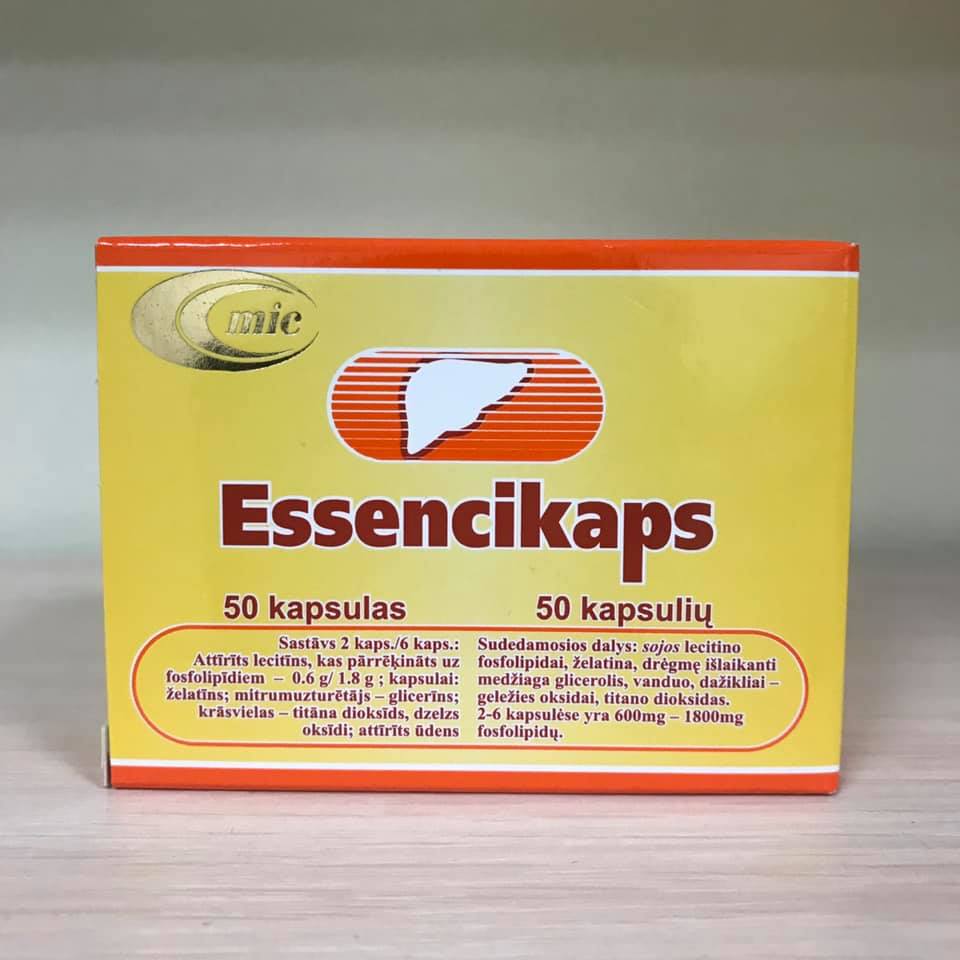 mic
Essencikaps
50 kapsulas
50 kapsulių
Sastāvs 2 kaps./6 kaps.:
Attīrīts lecitīns, kas pārrēķināts uz
fosfolipīdiem – 0.6 g/ 1.8 g ; kapsulai:
želatīns; mitrumuzturētājs – glicerīns;
krāsvielas – titāna dioksīds, dzelzs
oksīdi; attīrīts ūdens
Sudedamosios dalys: sojos lecitino
fosfolipidai, želatina, drėgmę išlaikanti
medžiaga glicerolis, vanduo, dažikliai –
geležies oksidai, titano dioksidas.
2-6 kapsulėse yra 600mg – 1800mg
fosfolipidų.